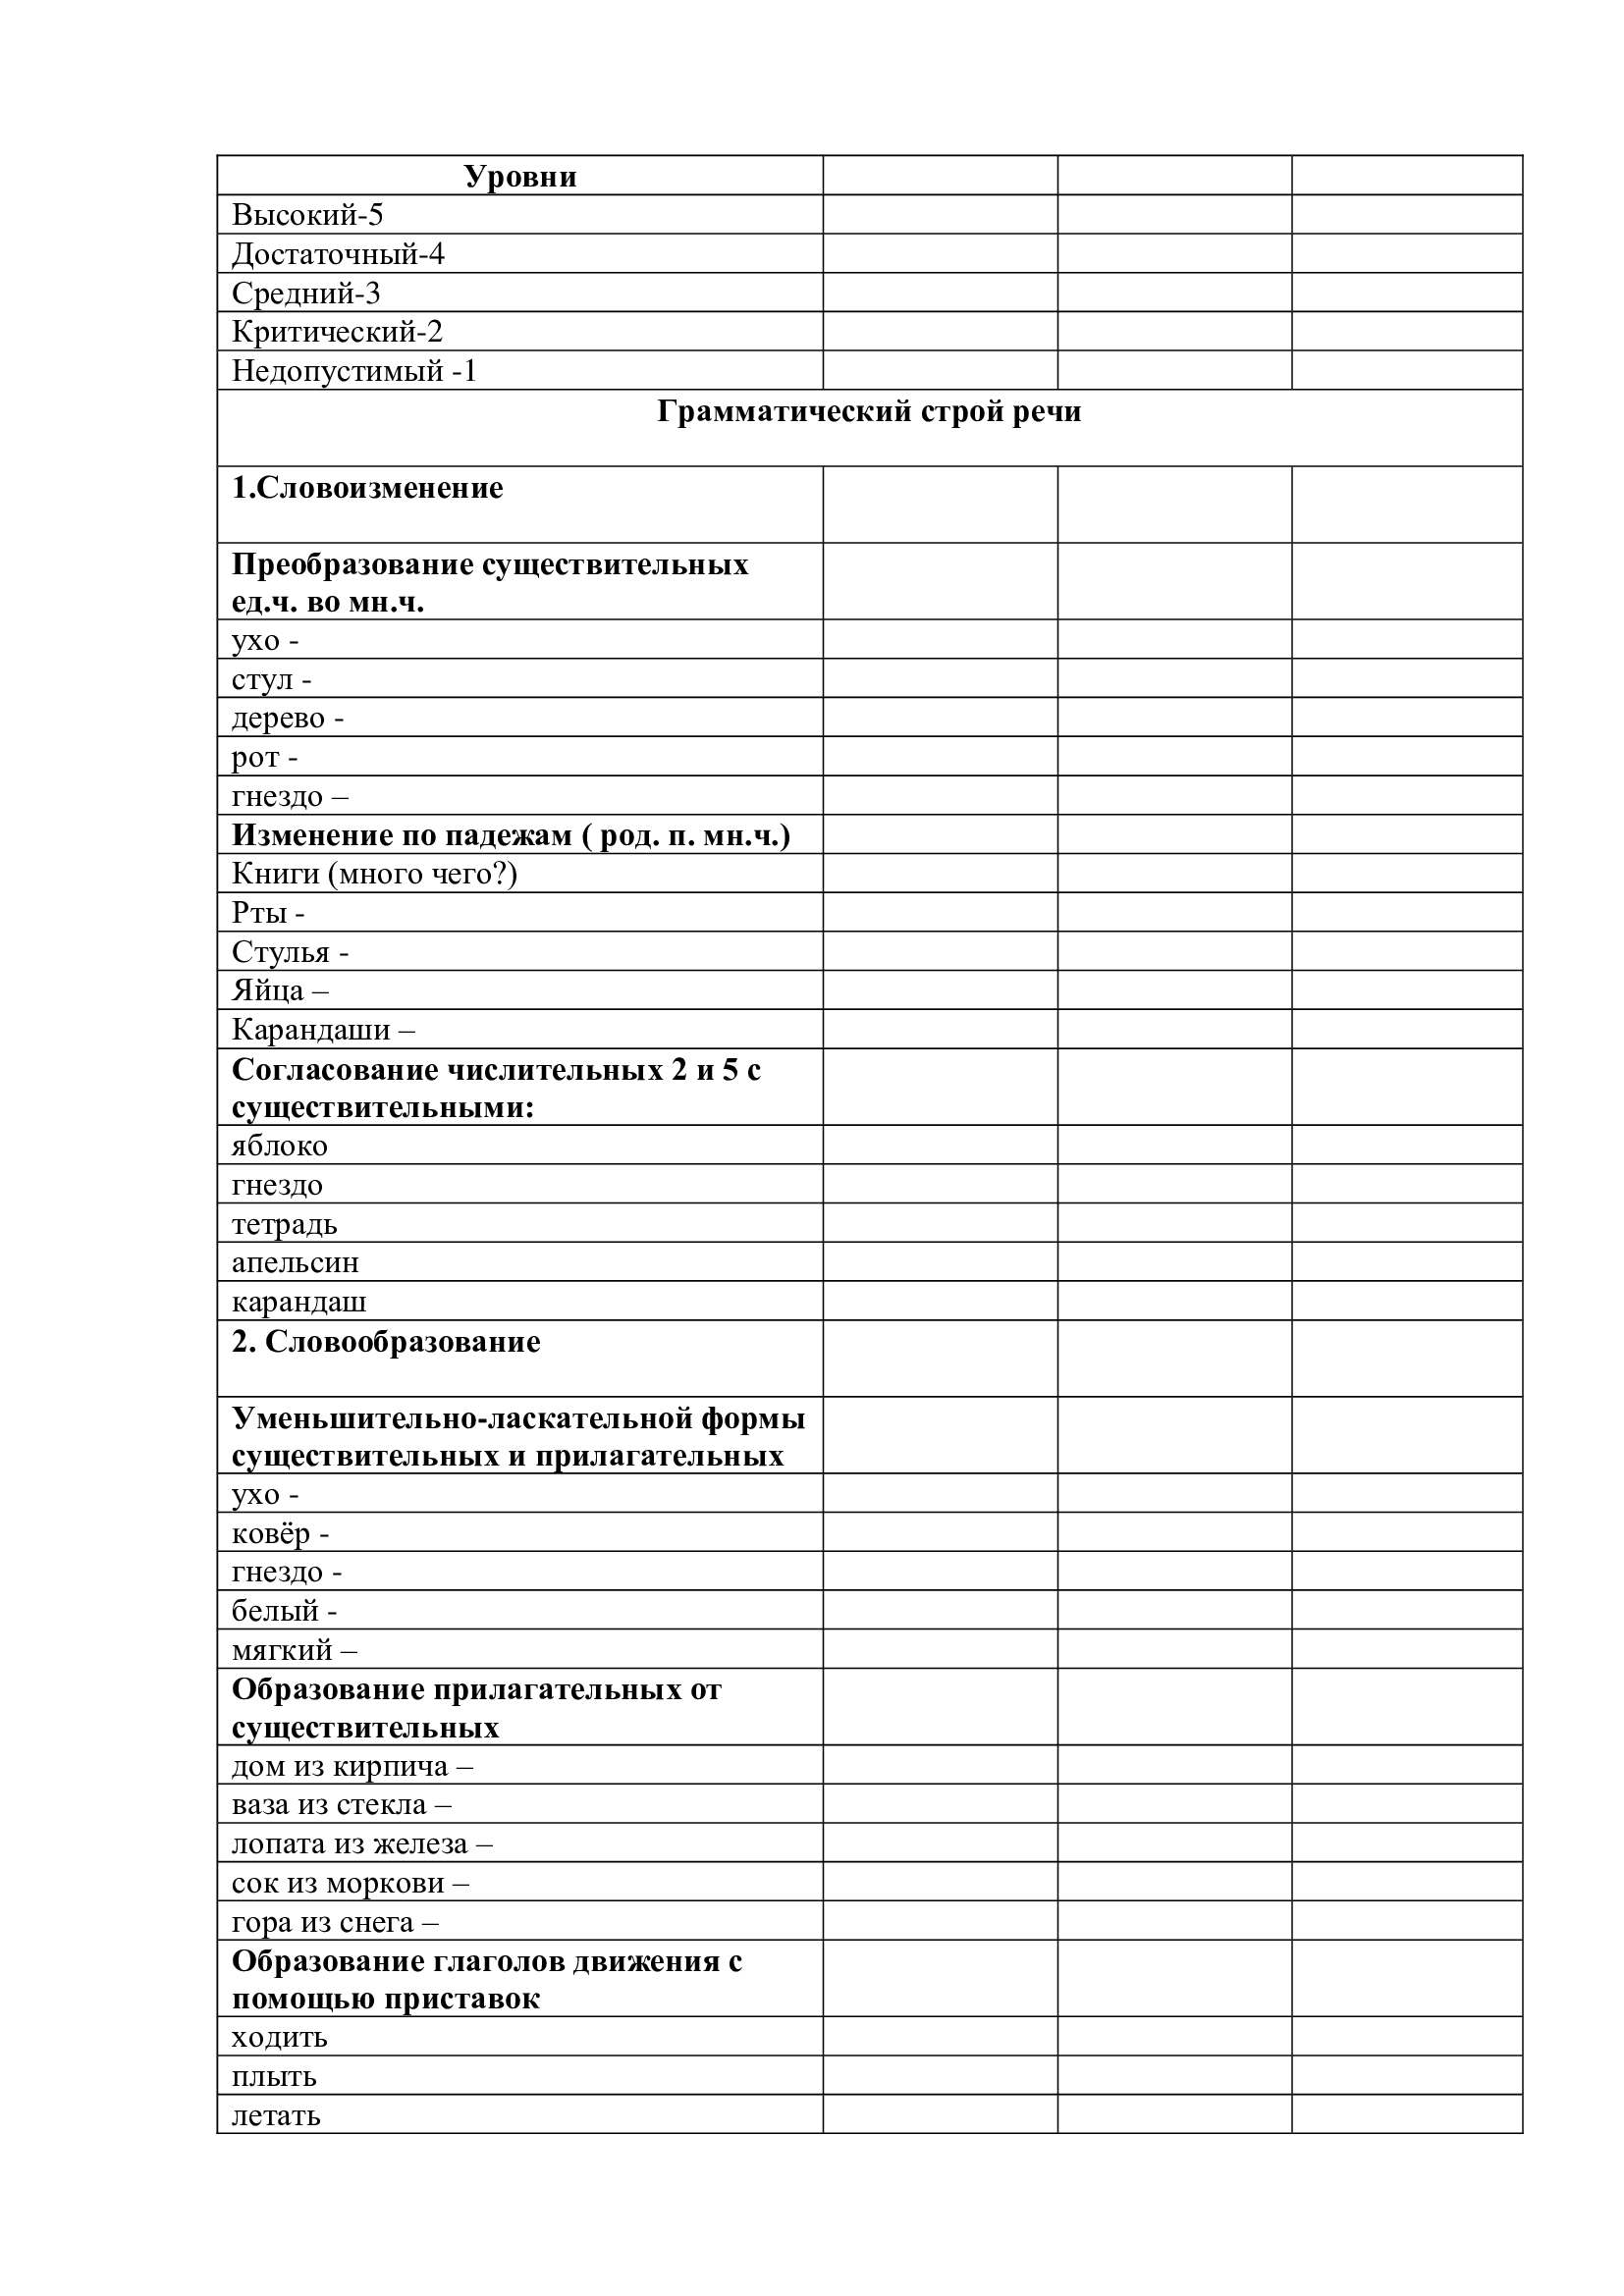 Уровни
Высокий-5
Достаточный-4
Средний-3
Критический-2
Недопустимый -1
Грамматический строй речи
1.Словоизменение
Преобразование существительных
ед.ч. во мн.ч.
ухо -
стул -
дерево -
рот -
гнездо –
Изменение по падежам ( род. п. мн.ч.)
Книги (много чего?)
Рты -
Стулья -
Яйца –
Карандаши –
Согласование числительных 2 и 5 с
существительными:
яблоко
гнездо
тетрадь
апельсин
карандаш
2. Словообразование
Уменьшительно-ласкательной формы
существительных и прилагательных
ухо -
ковёр -
гнездо -
белый -
мягкий –
Образование прилагательных от
существительных
дом из кирпича –
ваза из стекла –
лопата из железа –
сок из моркови –
гора из снега –
Образование глаголов движения с
помощью приставок
ходить
плыть
летать